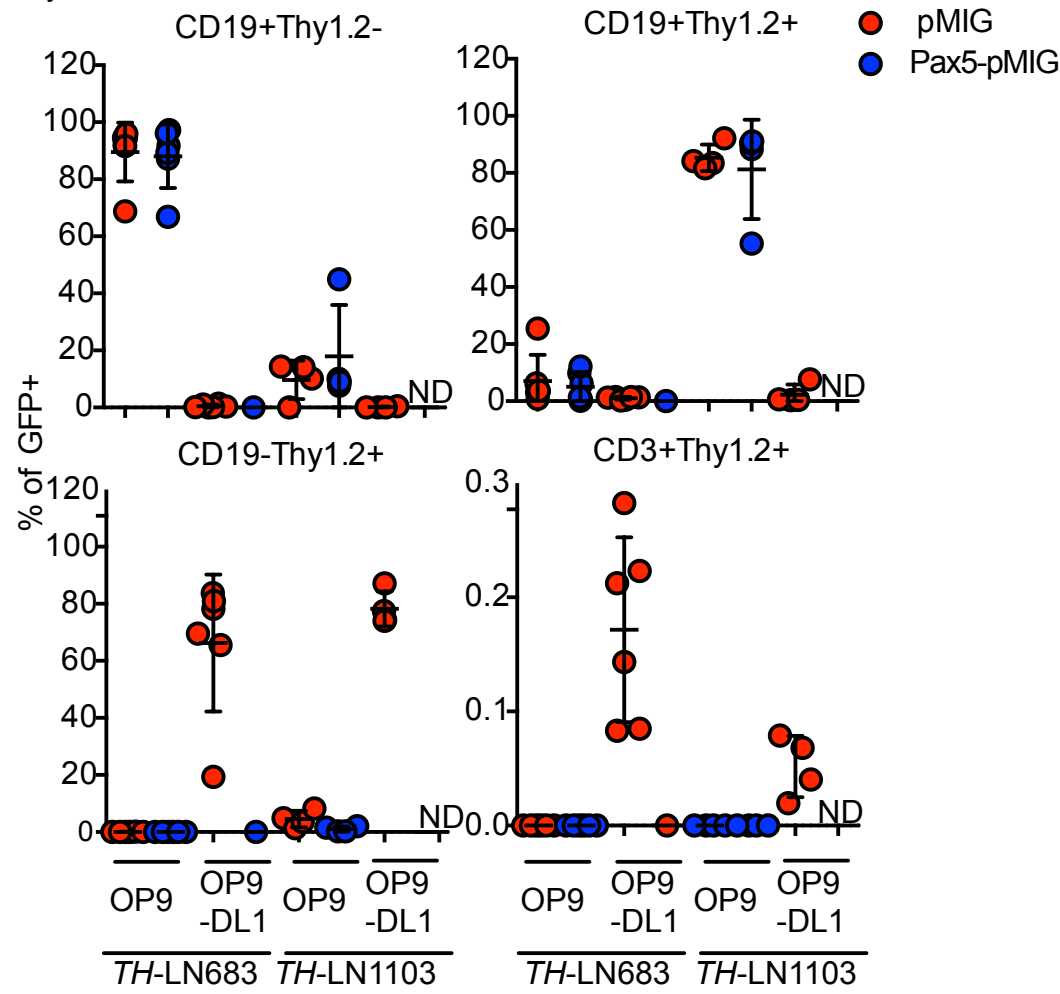 CD19+Thy1.2-
CD19+Thy1.2+
pMIG
Pax5-pMIG
120
100
80
60
40
20
0
ND
120
100
80
60
40
20
0
ND
% of GFP+
CD19-Thy1.2+
CD3+Thy1.2+
120
100
80
60
40
20
0
ND
0.3
0.2
0.1
0.0
ND
OP9
OP9
-DL1
OP9
OP9
-DL1
TH-LN683
TH-LN1103
OP9
OP9
-DL1
OP9
OP9
-DL1
TH-LN683
TH-LN1103